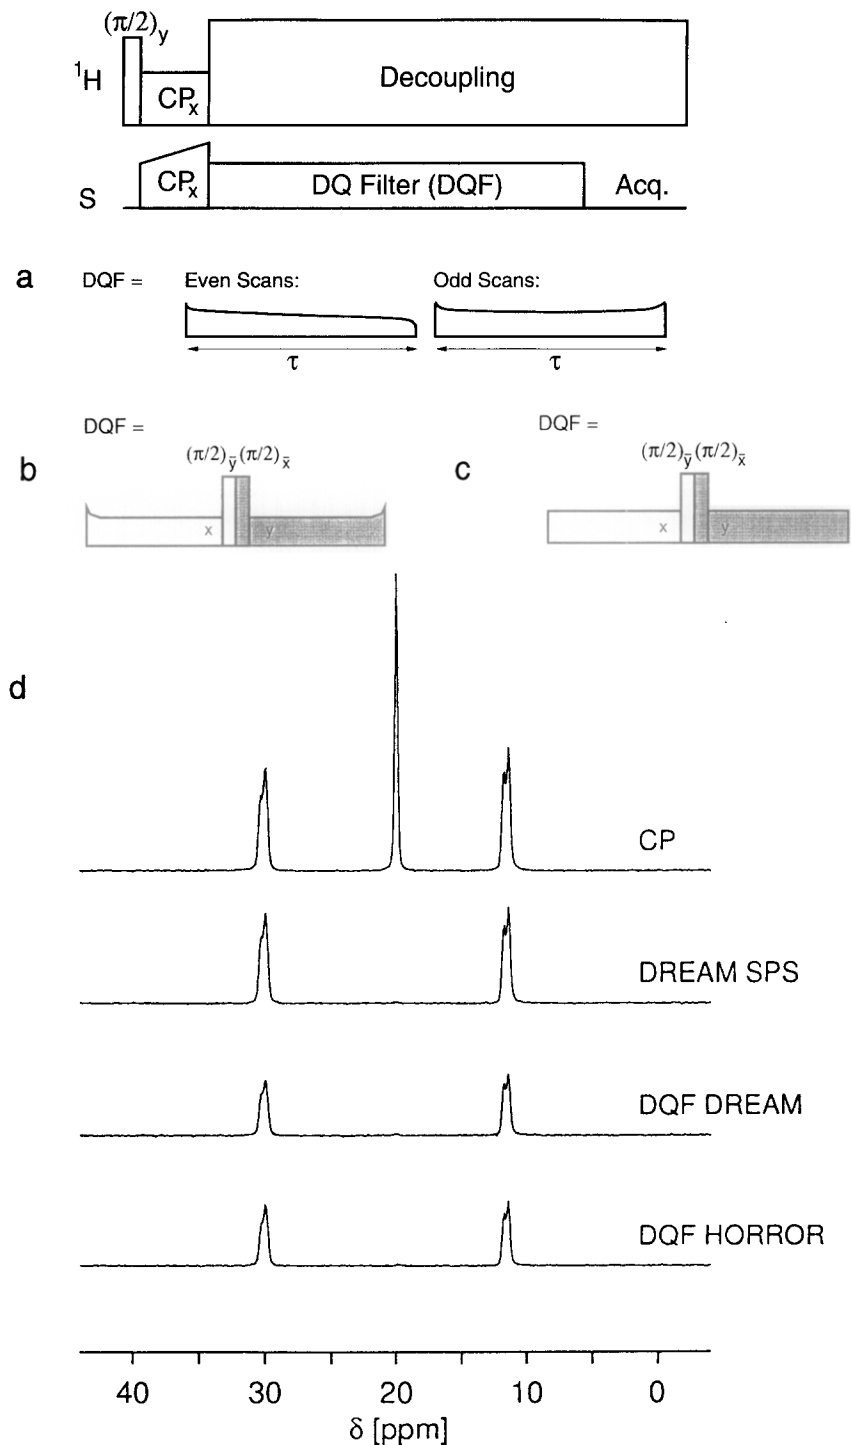 (π/2)y
¹H
Decoupling
CPx
S
CPx
DQ Filter (DQF)
Acq.
a
DQF =
Even Scans:
Odd Scans:
τ
τ
DQF =
DQF =
b
(π/2)ȳ (π/2)x̄
c
(π/2)ȳ (π/2)x̄
x
y
x
y
d
CP
DREAM SPS
DQF DREAM
DQF HORROR
40 30 20 10 0
δ [ppm]